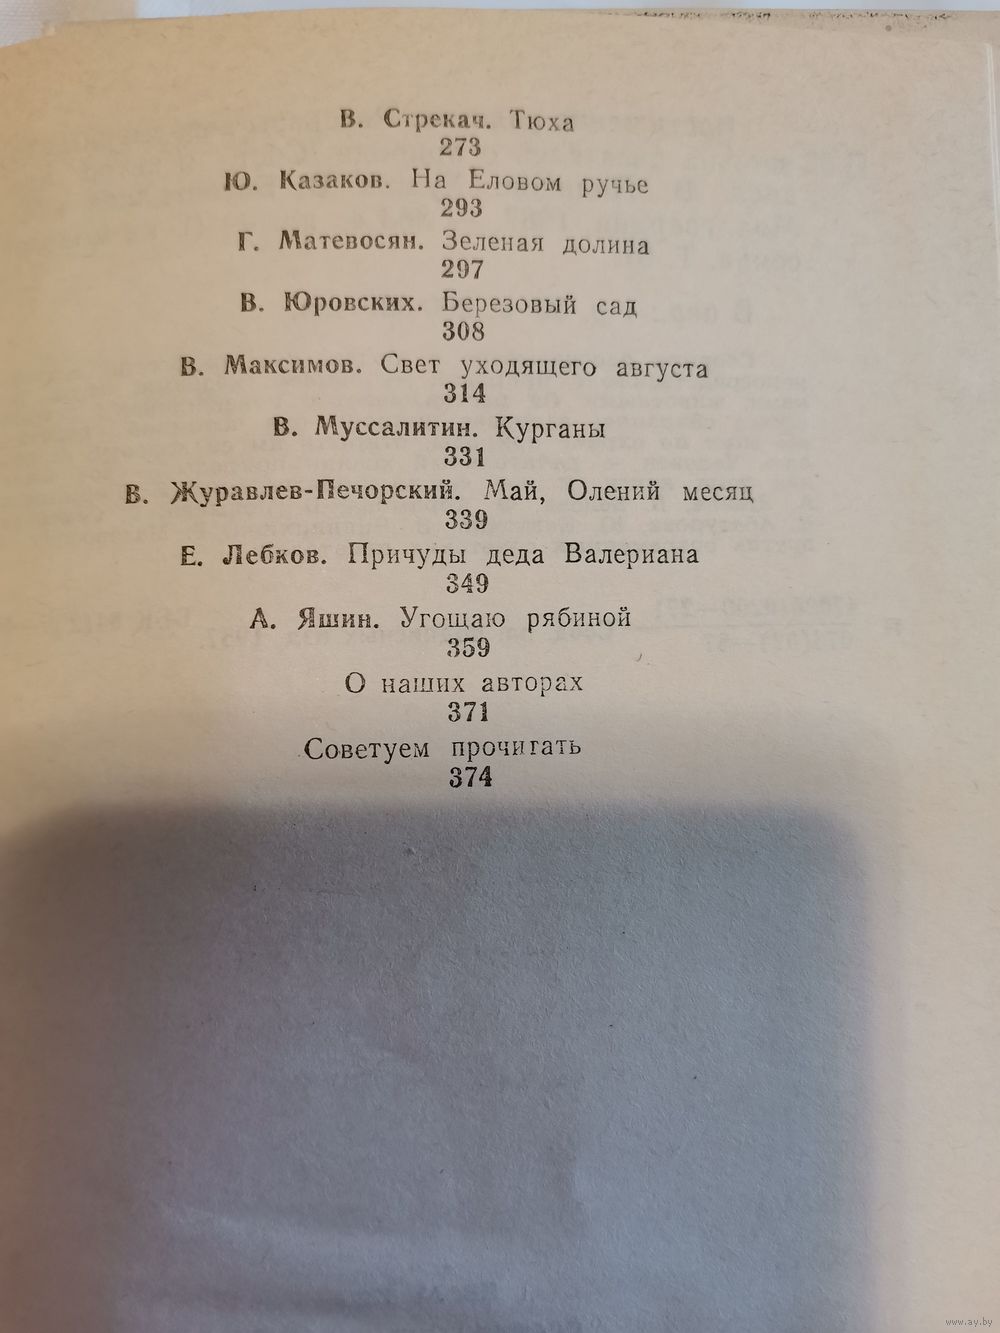 В. Стрекач. Тюха
273
Ю. Казаков. На Еловом ручье
293
Г. Матевосян. Зеленая долина
297
В. Юровских. Березовый сад
308
В. Максимов. Свет уходящего августа
314
В. Муссалитин. Курганы
331
В. Журавлев-Печорский. Май, Олений месяц
339
Е. Лебков. Причуды деда Валериана
349
А. Яшин. Угощаю рябиной
359
О наших авторах
371
Советуем прочитать
374
www.ay.by